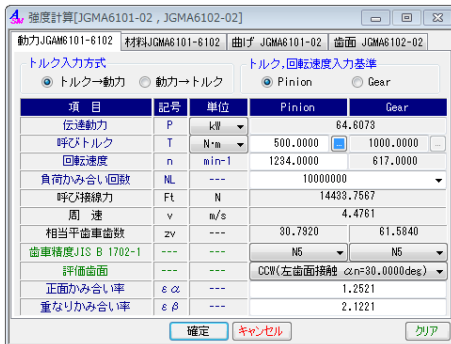 強度計算[JGMA6101-02 , JGMA6102-02]
動力JGAM6101-6102 材料JGMA6101-6102 曲げ JGMA6101-02 歯面 JGMA6102-02
トルク入力方式 トルク,回転速度入力基準
トルク→動力 動力→トルク Pinion Gear
項 目 記号 単位 Pinion Gear
伝達動力 P kW 64.6073
呼びトルク T N・m 500.0000 ... 1000.0000 ...
回転速度 n min-1 1234.0000 617.0000
負荷かみ合い回数 NL --- 10000000
呼び接線力 Ft N 14433.7567
周 速 v m/s 4.4761
相当平歯車歯数 zv --- 30.7920 61.5840
歯車精度JIS B 1702-1 --- --- N5 N5
評価歯面 --- --- CCW(左歯面接触 αn=30.0000deg)
正面かみ合い率 εα --- 1.2521
重なりかみ合い率 εβ --- 2.1221
確定 キャンセル クリア